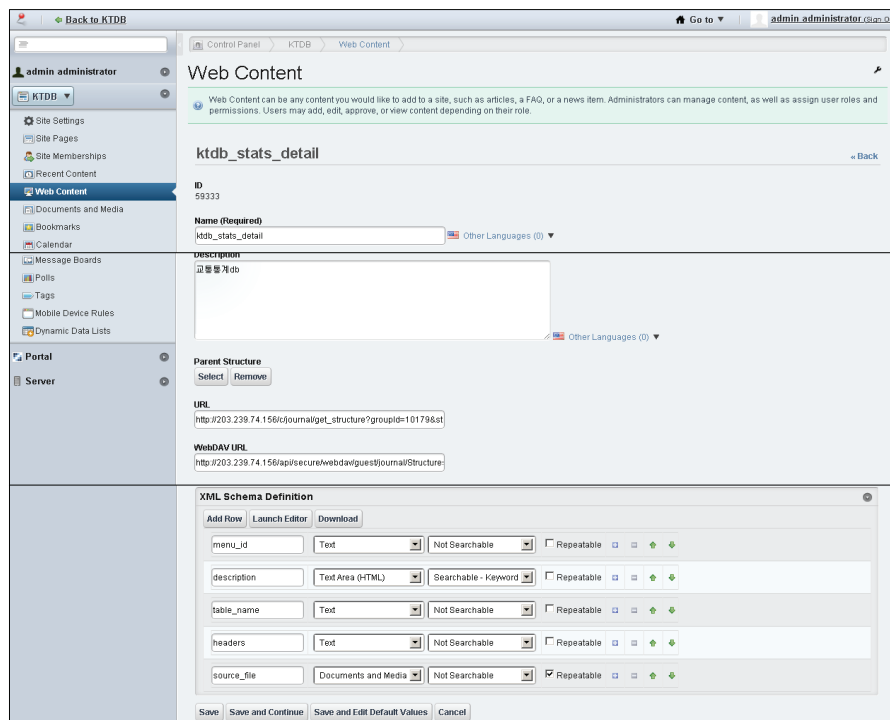 Back to KTDB
Go to ▼
admin administrator
Control Panel
KTDB
Web Content
admin administrator
KTDB ▼
Site Settings
Site Pages
Site Memberships
Recent Content
Web Content
Documents and Media
Bookmarks
Calendar
Message Boards
Polls
Tags
Mobile Device Rules
Dynamic Data Lists
Portal
Server
Web Content
Web Content can be any content you would like to add to a site, such as articles, a FAQ, or a news item. Administrators can manage content, as well as assign user roles and
permissions. Users may add, edit, approve, or view content depending on their role.
ktdb_stats_detail
« Back
ID
59333
Name (Required)
ktdb_stats_detail
Other Languages (0) ▼
Description
교통통계db
Other Languages (0) ▼
Parent Structure
Select Remove
URL
http://203.239.74.156/c/journal/get_structure?groupId=10179&st
WebDAV URL
http://203.239.74.156/api/secure/webdav/guest/journal/Structure
XML Schema Definition
Add Row Launch Editor Download
menu_id Text Not Searchable Repeatable
description Text Area (HTML) Searchable - Keyword Repeatable
table_name Text Not Searchable Repeatable
headers Text Not Searchable Repeatable
source_file Documents and Media Not Searchable Repeatable
Save Save and Continue Save and Edit Default Values Cancel